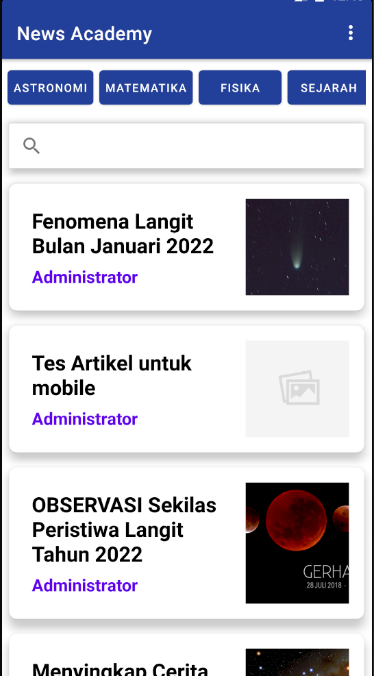 News Academy
ASTRONOMI MATEMATIKA FISIKA SEJARAH
Fenomena Langit
Bulan Januari 2022
Administrator
Tes Artikel untuk
mobile
Administrator
OBSERVASI Sekilas
Peristiwa Langit
Tahun 2022
Administrator
GERHA
28 JULI 2018 -
Menyingkap Cerita